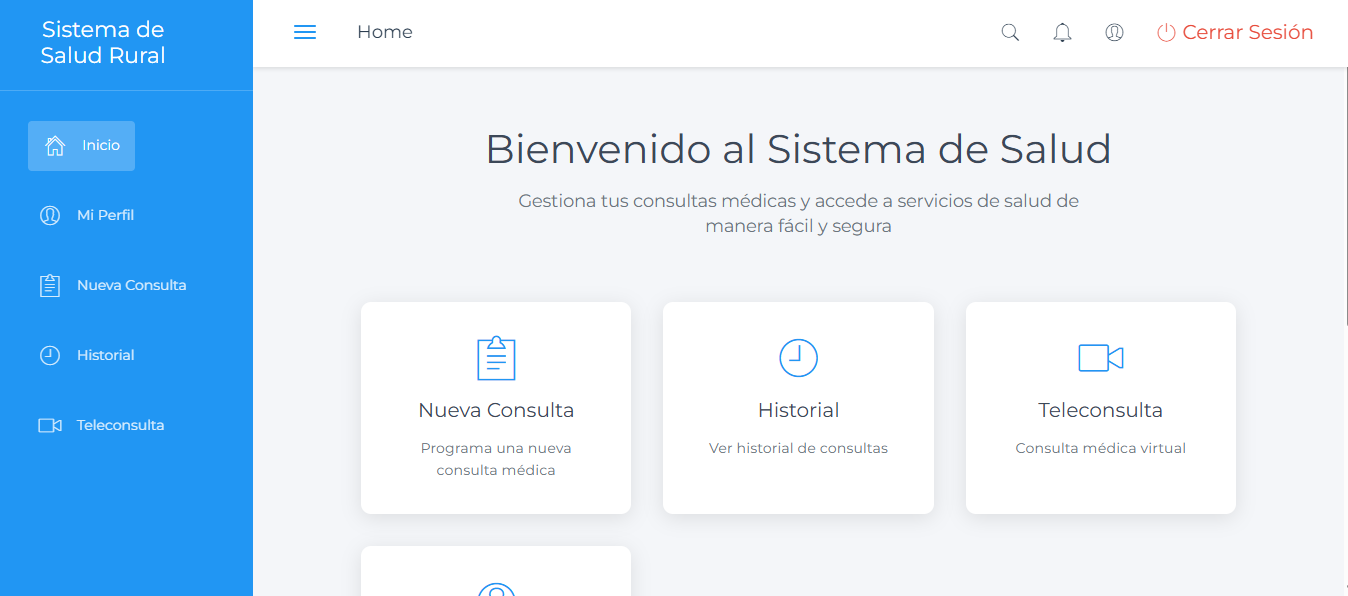 Sistema de
Salud Rural
Home
Cerrar Sesión
Inicio
Mi Perfil
Nueva Consulta
Historial
Teleconsulta
Bienvenido al Sistema de Salud
Gestiona tus consultas médicas y accede a servicios de salud de
manera fácil y segura
Nueva Consulta
Programa una nueva
consulta médica
Historial
Ver historial de consultas
Teleconsulta
Consulta médica virtual